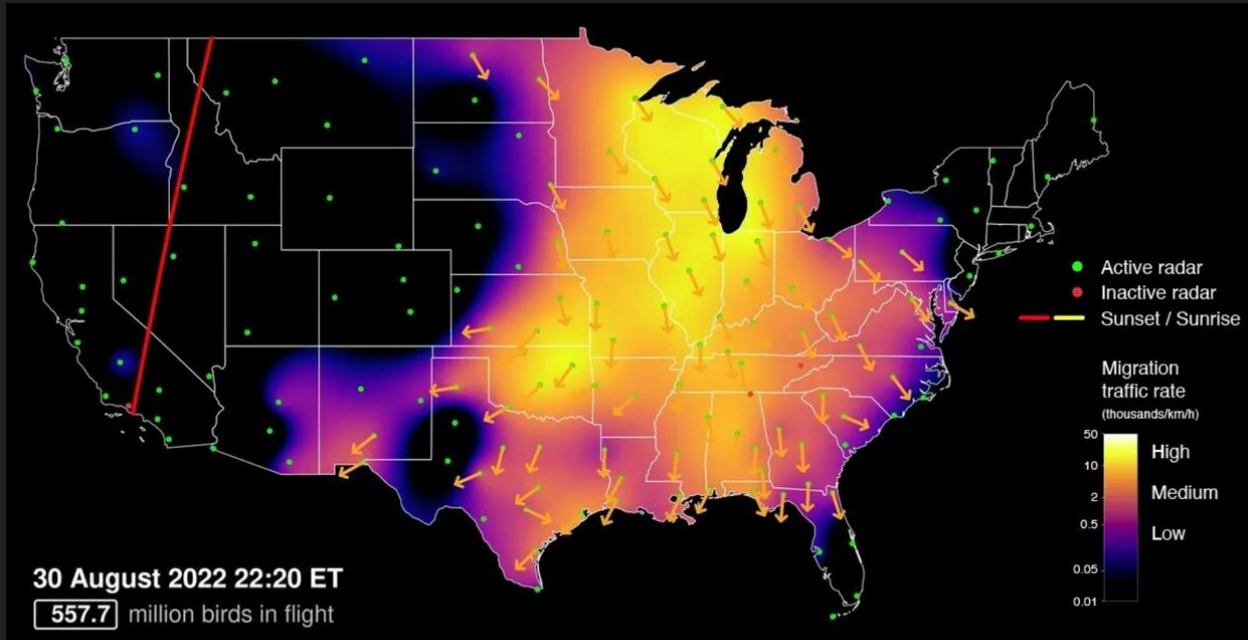 Active radar
Inactive radar
Sunset / Sunrise
Migration
traffic rate
(thousands/km/h)
50
High
10
2
Medium
0.5
Low
0.05
0.01
30 August 2022 22:20 ET
557.7 million birds in flight